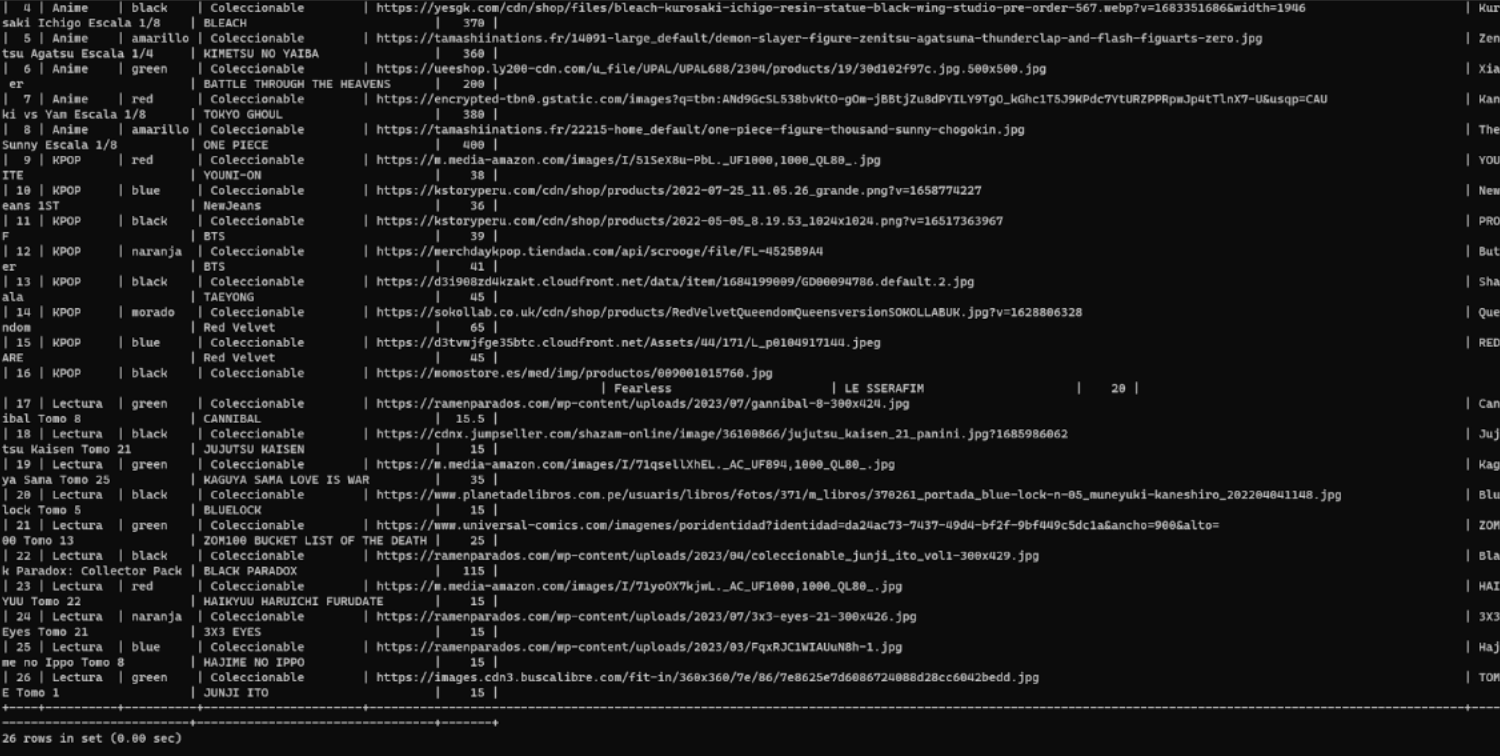 |  4 | Anime    | black    | Coleccionable        | https://yesgk.com/cdn/shop/files/bleach-kurosaki-ichigo-resin-statue-black-wing-studio-pre-order-567.webp?v=1683351686&width=1946 | Kur
saki Ichigo Escala 1/8    | BLEACH | 370 |
|  5 | Anime    | amarillo | Coleccionable        | https://tamashiinations.fr/14091-large_default/demon-slayer-figure-zenitsu-agatsuma-thunderclap-and-flash-figuarts-zero.jpg | Zen
tsu Agatsu Escala 1/4     | KIMETSU NO YAIBA | 360 |
|  6 | Anime    | green    | Coleccionable        | https://ueeshop.ly200-cdn.com/u_file/UPAL/UPAL688/2304/products/19/30d102f97c.jpg.500x500.jpg | Xia
er | BATTLE THROUGH THE HEAVENS | 200 |
|  7 | Anime    | red      | Coleccionable        | https://encrypted-tbn0.gstatic.com/images?q=tbn:ANd9GcSL538bvKtO-gOm-jBBtjZu8dPYILY9TgO_kGhc1T5J9KPdc7YtURZPPRpwJp4tTlnX7-U&usqp=CAU | Kan
ki vs Yam Escala 1/8 | TOKYO GHOUL | 380 |
|  8 | Anime    | amarillo | Coleccionable        | https://tamashiinations.fr/22215-home_default/one-piece-figure-thousand-sunny-chogokin.jpg | The
Sunny Escala 1/8 | ONE PIECE | 400 |
|  9 | KPOP     | red      | Coleccionable        | https://m.media-amazon.com/images/I/51SeX8u-PbL._UF1000,1000_QL80_.jpg | YOU
ITE | YOUNI-ON | 38 |
| 10 | KPOP     | blue     | Coleccionable        | https://kstoryperu.com/cdn/shop/products/2022-07-25_11.05.26_grande.png?v=1658774227 | New
eans 1ST | NewJeans | 36 |
| 11 | KPOP     | black    | Coleccionable        | https://kstoryperu.com/cdn/shop/products/2022-05-05_8.19.53_1024x1024.png?v=16517363967 | PRO
F | BTS | 39 |
| 12 | KPOP     | naranja  | Coleccionable        | https://merchdaykpop.tiendada.com/api/scrooge/file/FL-4525B9A4 | But
er | BTS | 41 |
| 13 | KPOP     | black    | Coleccionable        | https://d3i908zd4kzakt.cloudfront.net/data/item/1684199009/GD00094786.default.2.jpg | Sha
ala | TAEYONG | 45 |
| 14 | KPOP     | morado   | Coleccionable        | https://sokollab.co.uk/cdn/shop/products/RedVelvetQueendomQueensversionSOKOLLABUK.jpg?v=1628806328 | Que
ndom | Red Velvet | 65 |
| 15 | KPOP     | blue     | Coleccionable        | https://d3tvwjfge35btc.cloudfront.net/Assets/44/171/L_p0104917144.jpeg | RED
ARE | Red Velvet | 45 |
| 16 | KPOP     | black    | Coleccionable        | https://momostore.es/med/img/productos/009001015760.jpg
| Fearless | LE SSERAFIM | 20 |
| 17 | Lectura  | green    | Coleccionable        | https://ramenparados.com/wp-content/uploads/2023/07/gannibal-8-300x424.jpg | Can
ibal Tomo 8 | CANNIBAL | 15.5 |
| 18 | Lectura  | black    | Coleccionable        | https://cdnx.jumpseller.com/shazam-online/image/36100866/jujutsu_kaisen_21_panini.jpg?1685986062 | Juj
tsu Kaisen Tomo 21 | JUJUTSU KAISEN | 15 |
| 19 | Lectura  | green    | Coleccionable        | https://m.media-amazon.com/images/I/71qsellXhEL._AC_UF894,1000_QL80_.jpg | Kag
ya Sama Tomo 25 | KAGUYA SAMA LOVE IS WAR | 35 |
| 20 | Lectura  | black    | Coleccionable        | https://www.planetadelibros.com.pe/usuaris/libros/fotos/371/m_libros/370261_portada_blue-lock-n-05_muneyuki-kaneshiro_202204041148.jpg | Blu
lock Tomo 5 | BLUELOCK | 15 |
| 21 | Lectura  | green    | Coleccionable        | https://www.universal-comics.com/imagenes/poridentidad?identidad=da24ac73-7437-49d4-bf2f-9bf449c5dc1a&ancho=900&alto= | ZOM
00 Tomo 13 | ZOM100 BUCKET LIST OF THE DEATH | 25 |
| 22 | Lectura  | black    | Coleccionable        | https://ramenparados.com/wp-content/uploads/2023/04/coleccionable_junji_ito_vol1-300x429.jpg | Bla
k Paradox: Collector Pack | BLACK PARADOX | 115 |
| 23 | Lectura  | red      | Coleccionable        | https://m.media-amazon.com/images/I/71yoOX7kjwL._AC_UF1000,1000_QL80_.jpg | HAI
YUU Tomo 22 | HAIKYUU HARUICHI FURUDATE | 15 |
| 24 | Lectura  | naranja  | Coleccionable        | https://ramenparados.com/wp-content/uploads/2023/07/3x3-eyes-21-300x426.jpg | 3X3
Eyes Tomo 21 | 3X3 EYES | 15 |
| 25 | Lectura  | blue     | Coleccionable        | https://ramenparados.com/wp-content/uploads/2023/03/FqxRJC1WIAUuN8h-1.jpg | Haj
me no Ippo Tomo 8 | HAJIME NO IPPO | 15 |
| 26 | Lectura  | green    | Coleccionable        | https://images.cdn3.buscalibre.com/fit-in/360x360/7e/86/7e8625e7d6086724088d28cc6042bedd.jpg | TOM
E Tomo 1 | JUNJI ITO | 15 |
26 rows in set (0.00 sec)